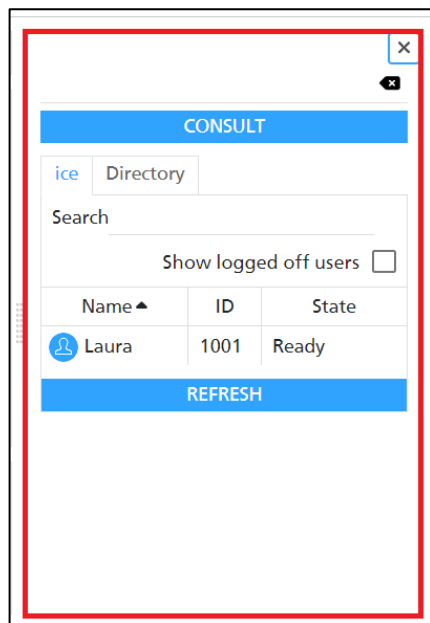 CONSULT
ice Directory
Search
Show logged off users
Name ID State
Laura 1001 Ready
REFRESH